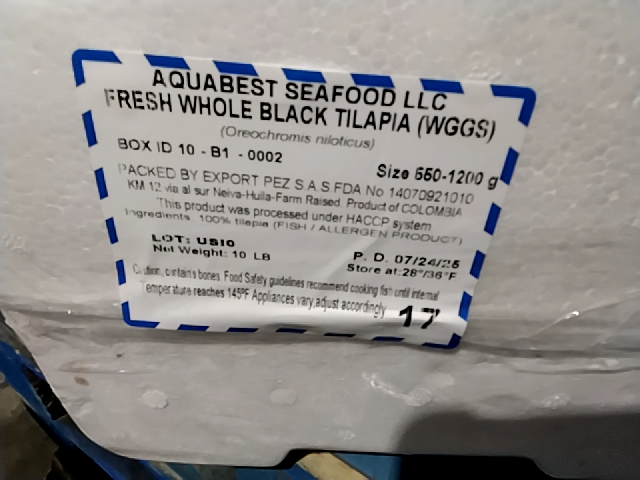 AQUABEST SEAFOOD LLC
FRESH WHOLE BLACK TILAPIA (WGGS)
(Oreochromis niloticus)
BOX ID 10 - B1 - 0002
Size 550-1200 g
PACKED BY EXPORT PEZ S.A.S FDA No 14070921010
KM 12 via al sur Neiva-Huila-Farm Raised. Product of COLOMBIA
This product was processed under HACCP system
Ingredients 100% tilapia (FISH / ALLERGEN PRODUCT)
LOT: US10
P. D. 07/24/25
Net Weight: 10 LB
Store at:28°/36°F
Caution, contains bones. Food Safety guidelines recommend cooking fish until internal
Temperature reaches 145ºF Appliances vary,adjust accordingly
17